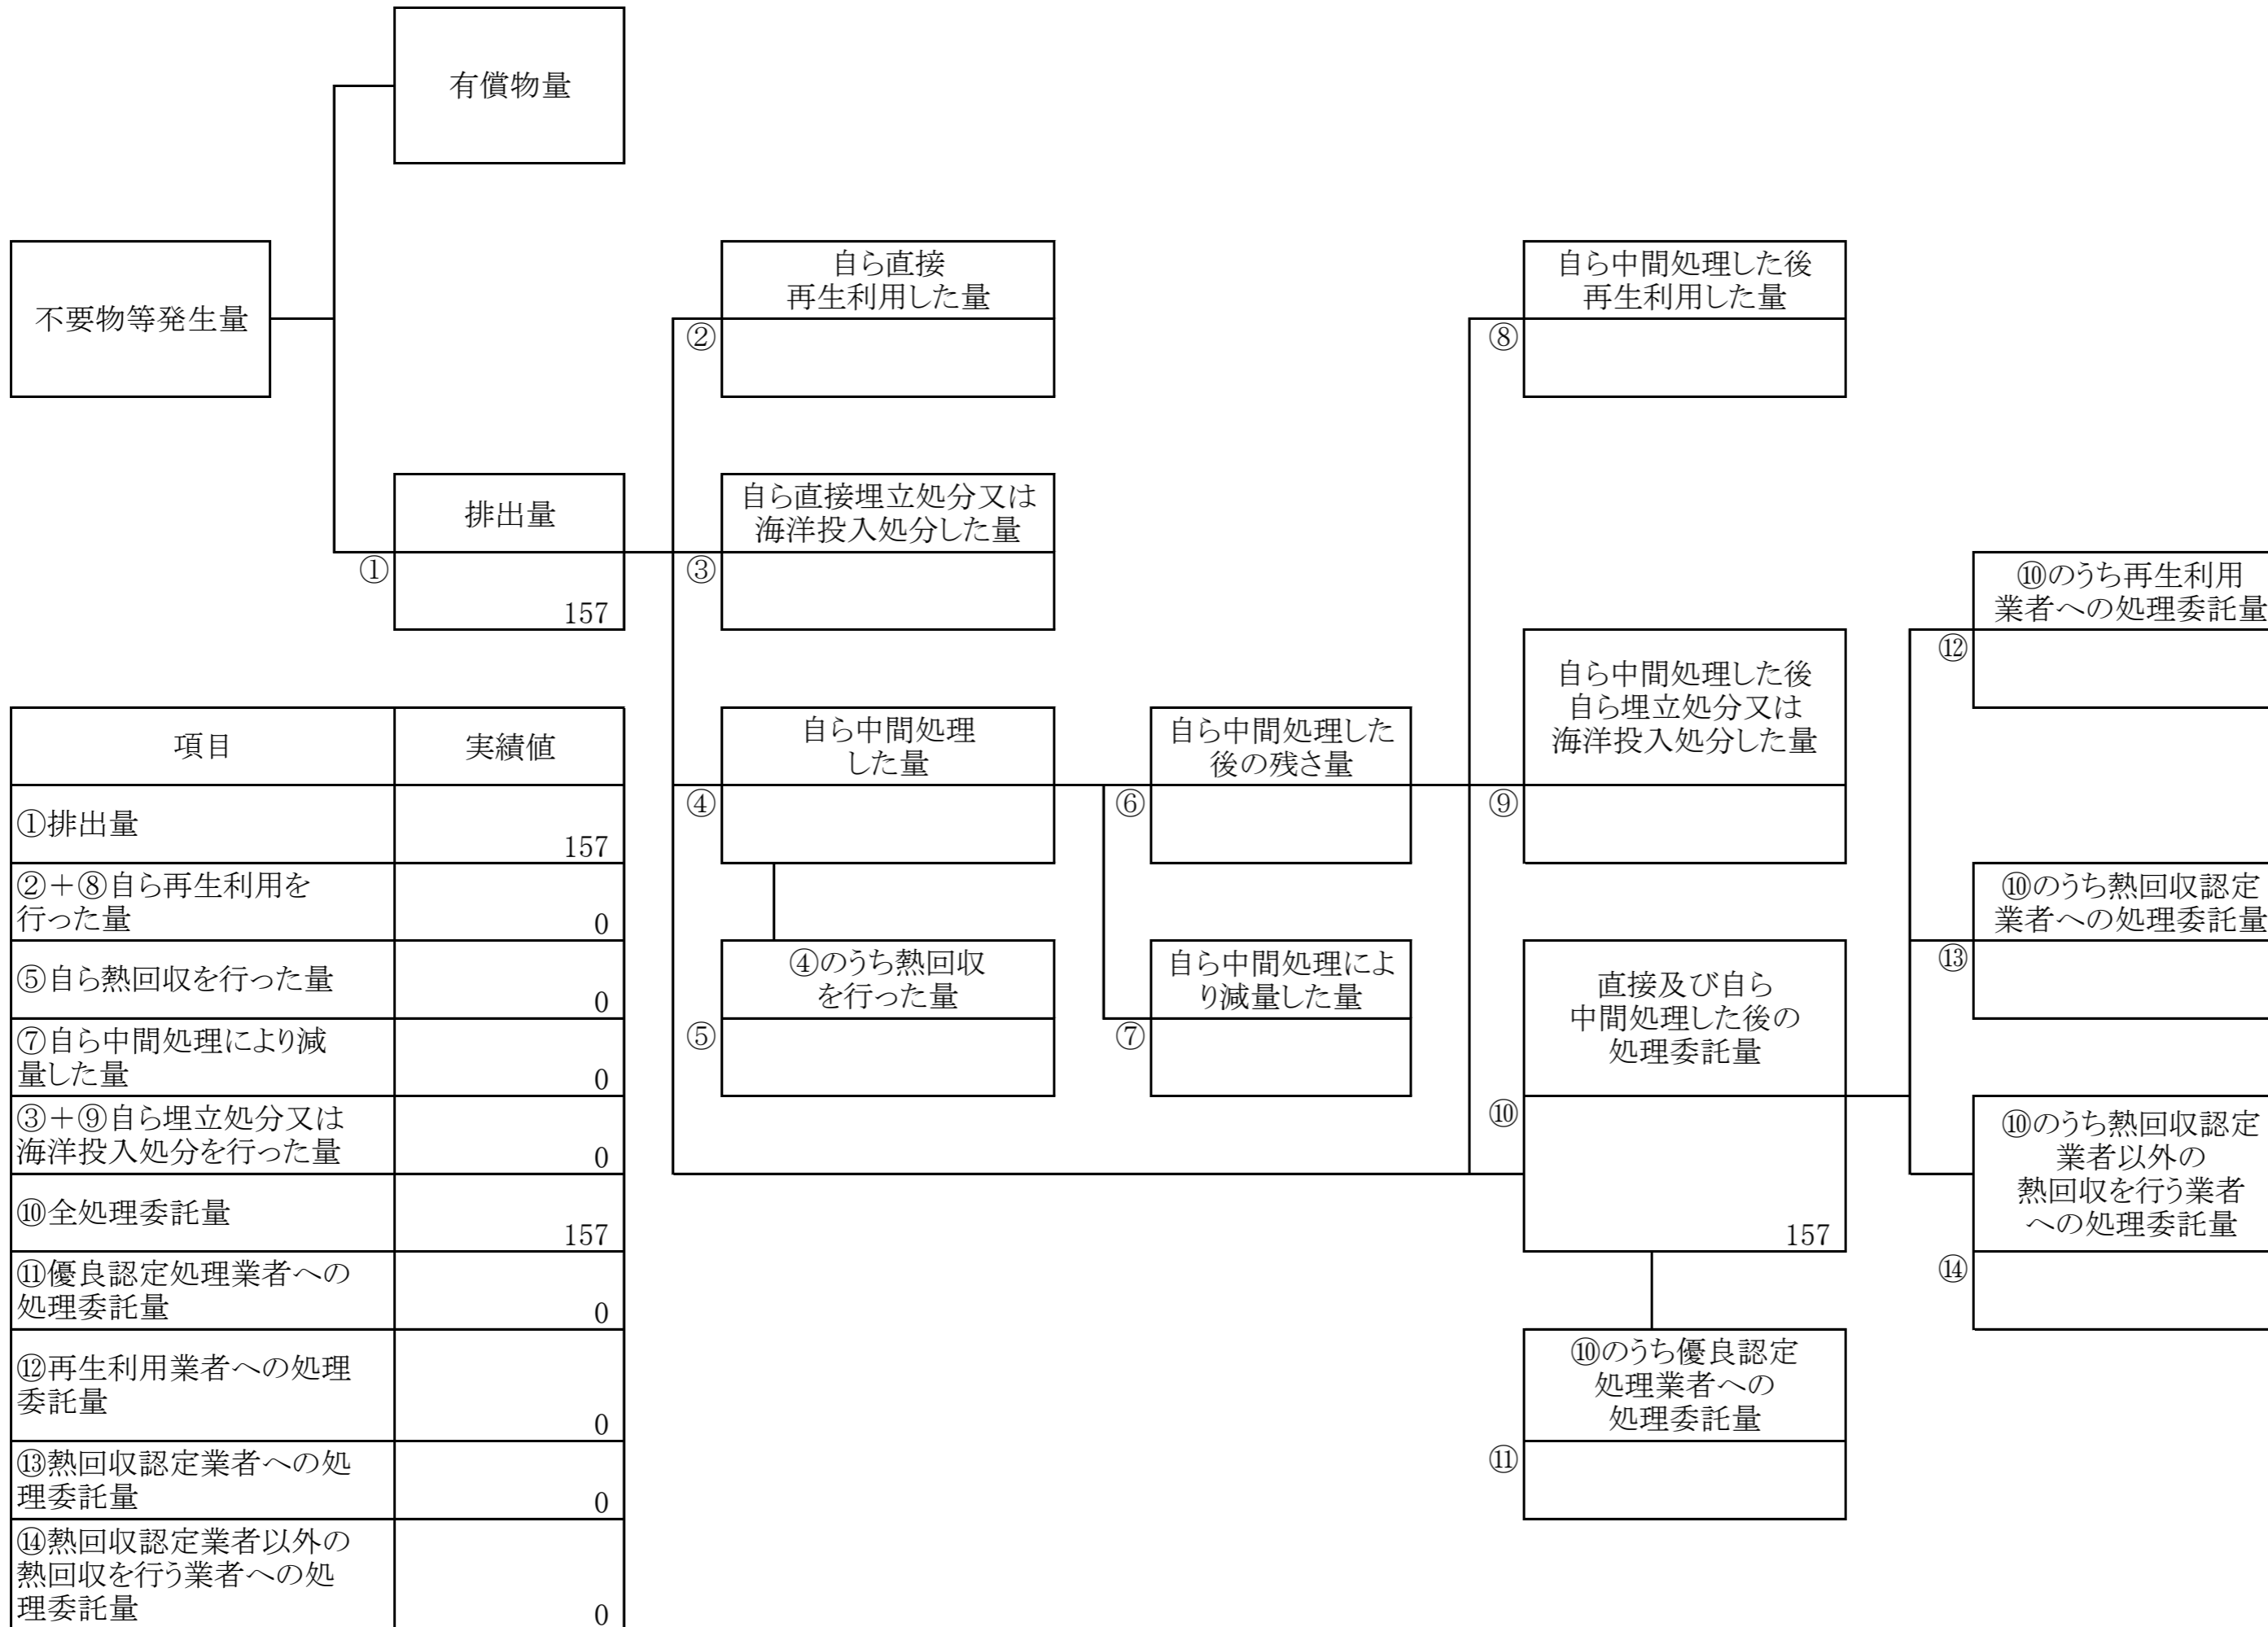 有償物量
不要物等発生量
自ら直接
再生利用した量
②
自ら中間処理した後
再生利用した量
⑧
排出量
①
157
自ら直接埋立処分又は
海洋投入処分した量
③
⑩のうち再生利用
業者への処理委託量
⑫
自ら中間処理
した量
④
自ら中間処理した
後の残さ量
⑥
自ら中間処理した後
自ら埋立処分又は
海洋投入処分した量
⑨
④のうち熱回収
を行った量
⑤
自ら中間処理によ
り減量した量
⑦
直接及び自ら
中間処理した後の
処理委託量
⑩
157
⑩のうち熱回収認定
業者への処理委託量
⑬
⑩のうち熱回収認定
業者以外の
熱回収を行う業者
への処理委託量
⑭
⑩のうち優良認定
処理業者への
処理委託量
⑪
項目
実績値
①排出量
157
②+⑧自ら再生利用を
行った量
0
⑤自ら熱回収を行った量
0
⑦自ら中間処理により減
量した量
0
③+⑨自ら埋立処分又は
海洋投入処分を行った量
0
⑩全処理委託量
157
⑪優良認定処理業者への
処理委託量
0
⑫再生利用業者への処理
委託量
0
⑬熱回収認定業者への処
理委託量
0
⑭熱回収認定業者以外の
熱回収を行う業者への処
理委託量
0